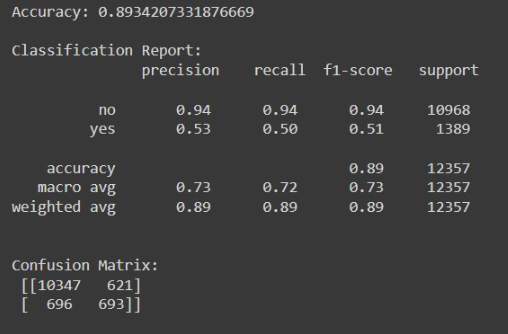 Accuracy: 0.8934207331876669
Classification Report:
precision recall f1-score support
no 0.94 0.94 0.94 10968
yes 0.53 0.50 0.51 1389
accuracy 0.89 12357
macro avg 0.73 0.72 0.73 12357
weighted avg 0.89 0.89 0.89 12357
Confusion Matrix:
[[10347 621]
[ 696 693]]